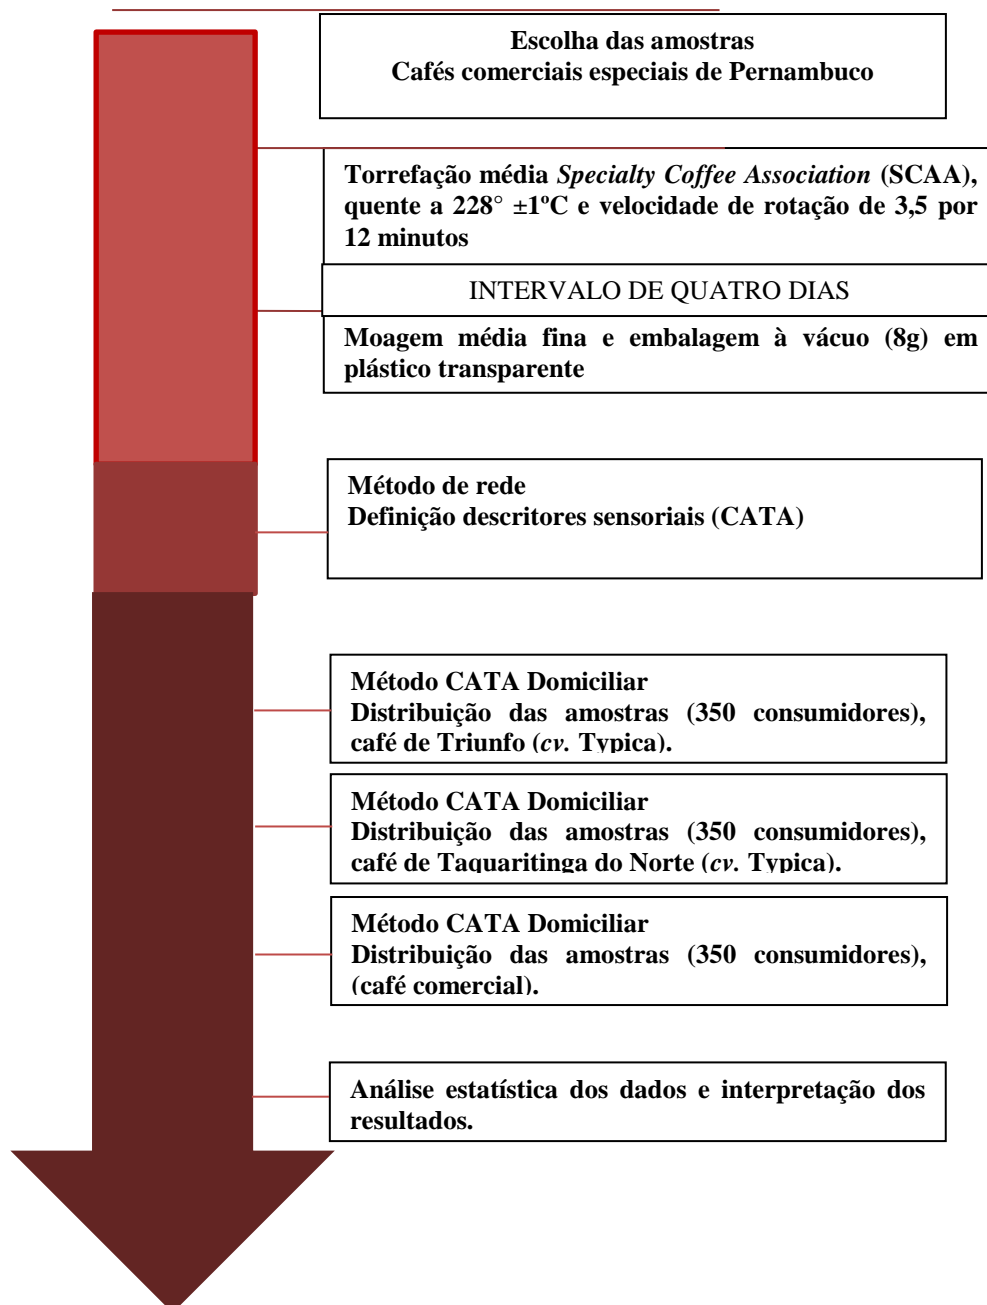 Escolha das amostras
Cafés comerciais especiais de Pernambuco
Torrefação média Specialty Coffee Association (SCAA),
quente a 228° ±1ºC e velocidade de rotação de 3,5 por
12 minutos
INTERVALO DE QUATRO DIAS
Moagem média fina e embalagem à vácuo (8g) em
plástico transparente
Método de rede
Definição descritores sensoriais (CATA)
Método CATA Domiciliar
Distribuição das amostras (350 consumidores),
café de Triunfo (cv. Typica).
Método CATA Domiciliar
Distribuição das amostras (350 consumidores),
café de Taquaritinga do Norte (cv. Typica).
Método CATA Domiciliar
Distribuição das amostras (350 consumidores),
(café comercial).
Análise estatística dos dados e interpretação dos
resultados.